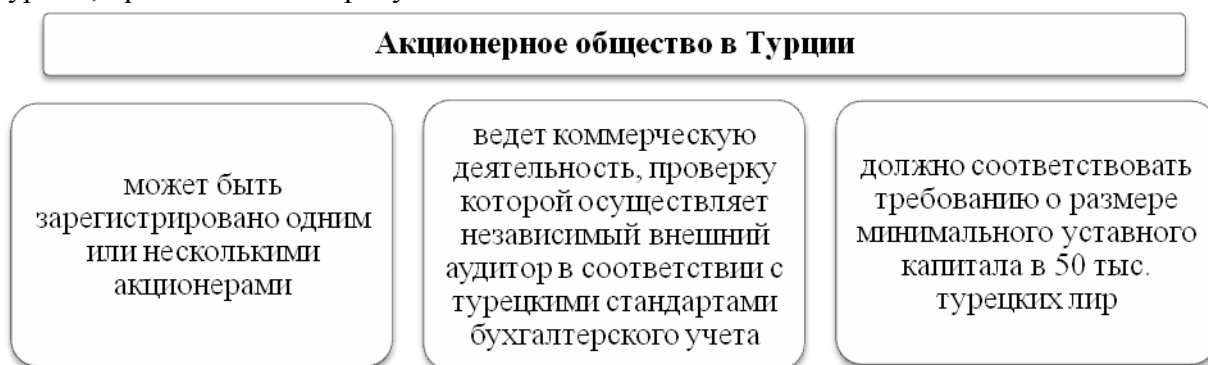 Акционерное общество в Турции
может быть
зарегистрировано одним
или несколькими
акционерами
ведет коммерческую
деятельность, проверку
которой осуществляет
независимый внешний
аудитор в соответствии с
турецкими стандартами
бухгалтерского учета
должно соответствовать
требованию о размере
минимального уставного
капитала в 50 тыс.
турецких лир